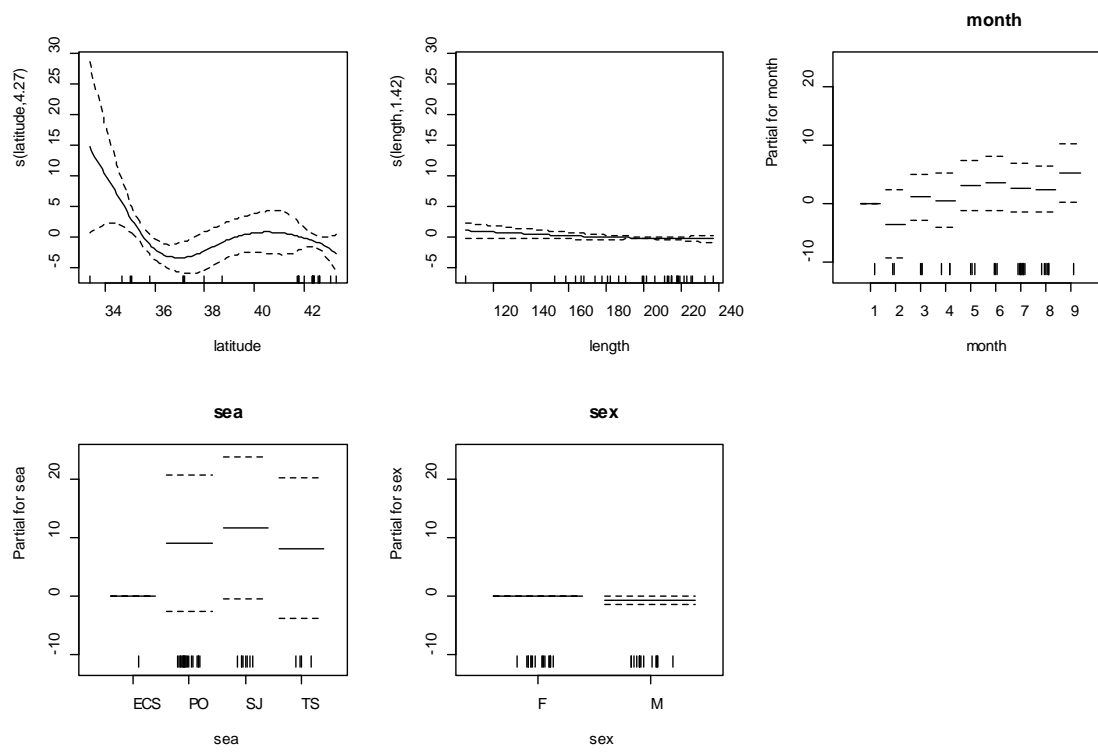 s(latitude,4.27)
30
25
20
15
10
5
0
-5
34 36 38 40 42
latitude
s(length,1.42)
30
25
20
15
10
5
0
-5
120 140 160 180 200 220 240
length
month
Partial for month
20
10
0
-10
1 2 3 4 5 6 7 8 9
month
sea
Partial for sea
20
10
0
-10
ECS PO SJ TS
sea
sex
Partial for sex
20
10
0
-10
F M
sex